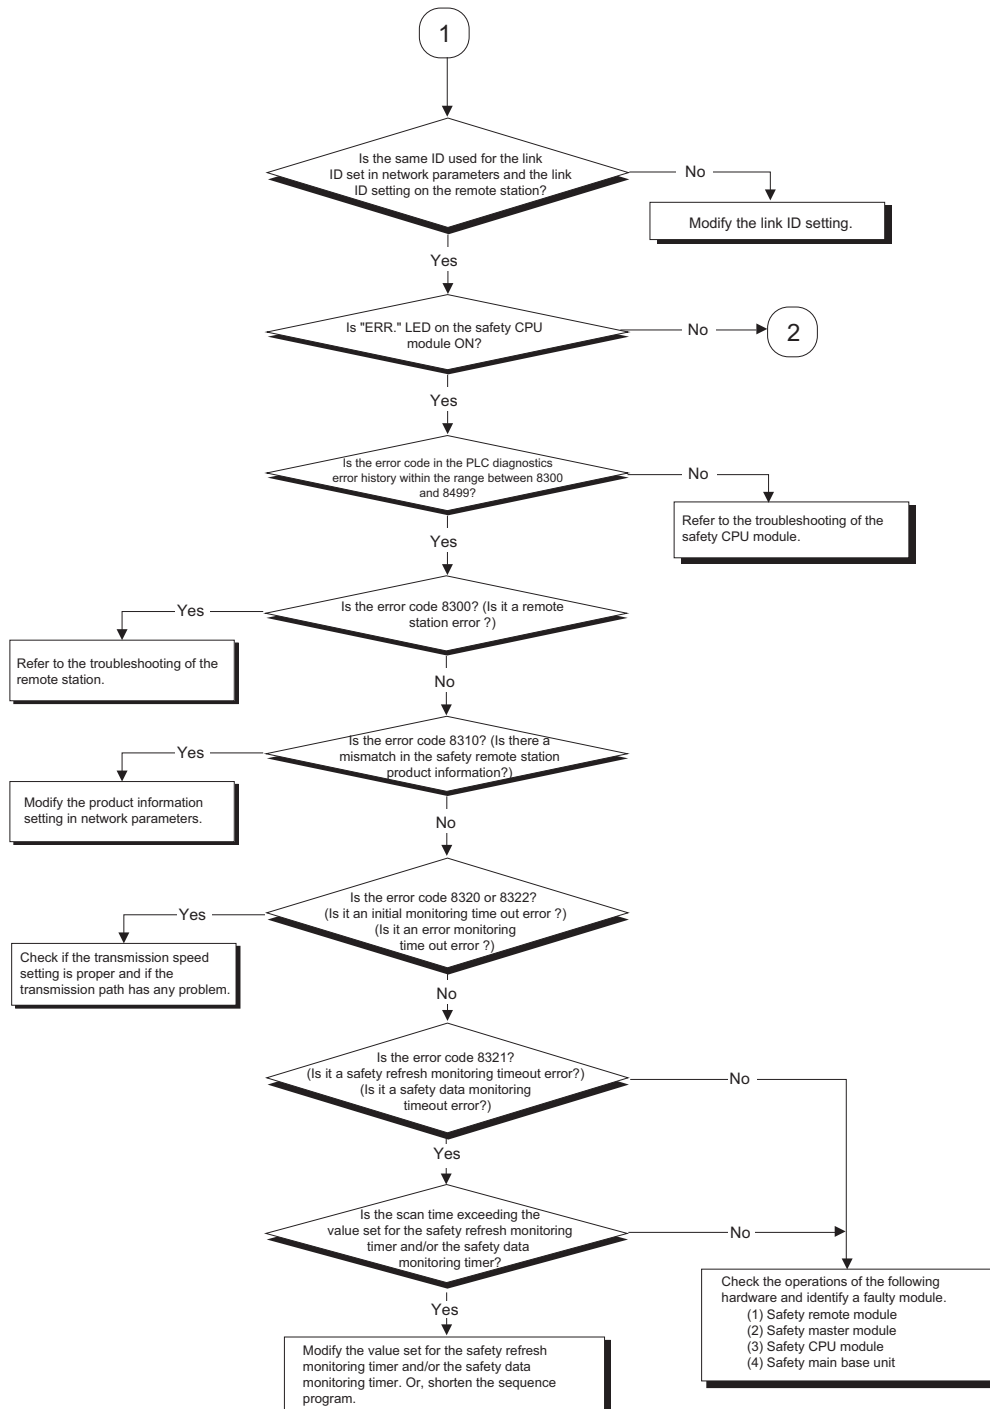 1
Is the same ID used for the link
ID set in network parameters and the link
ID setting on the remote station?
No
Modify the link ID setting.
Yes
Is "ERR." LED on the safety CPU
module ON?
No
2
Yes
Is the error code in the PLC diagnostics
error history within the range between 8300
and 8499?
No
Refer to the troubleshooting of the
safety CPU module.
Yes
Is the error code 8300? (Is it a remote
station error ?)
Yes
Refer to the troubleshooting of the
remote station.
No
Is the error code 8310? (Is there a
mismatch in the safety remote station
product information?)
Yes
Modify the product information
setting in network parameters.
No
Is the error code 8320 or 8322?
(Is it an initial monitoring time out error ?)
(Is it an error monitoring
time out error ?)
Yes
Check if the transmission speed
setting is proper and if the
transmission path has any problem.
No
Is the error code 8321?
(Is it a safety refresh monitoring timeout error?)
(Is it a safety data monitoring
timeout error?)
No
Yes
Is the scan time exceeding the
value set for the safety refresh monitoring
timer and/or the safety data
monitoring timer?
No
Check the operations of the following
hardware and identify a faulty module.
(1) Safety remote module
(2) Safety master module
(3) Safety CPU module
(4) Safety main base unit
Yes
Modify the value set for the safety refresh
monitoring timer and/or the safety data
monitoring timer. Or, shorten the sequence
program.